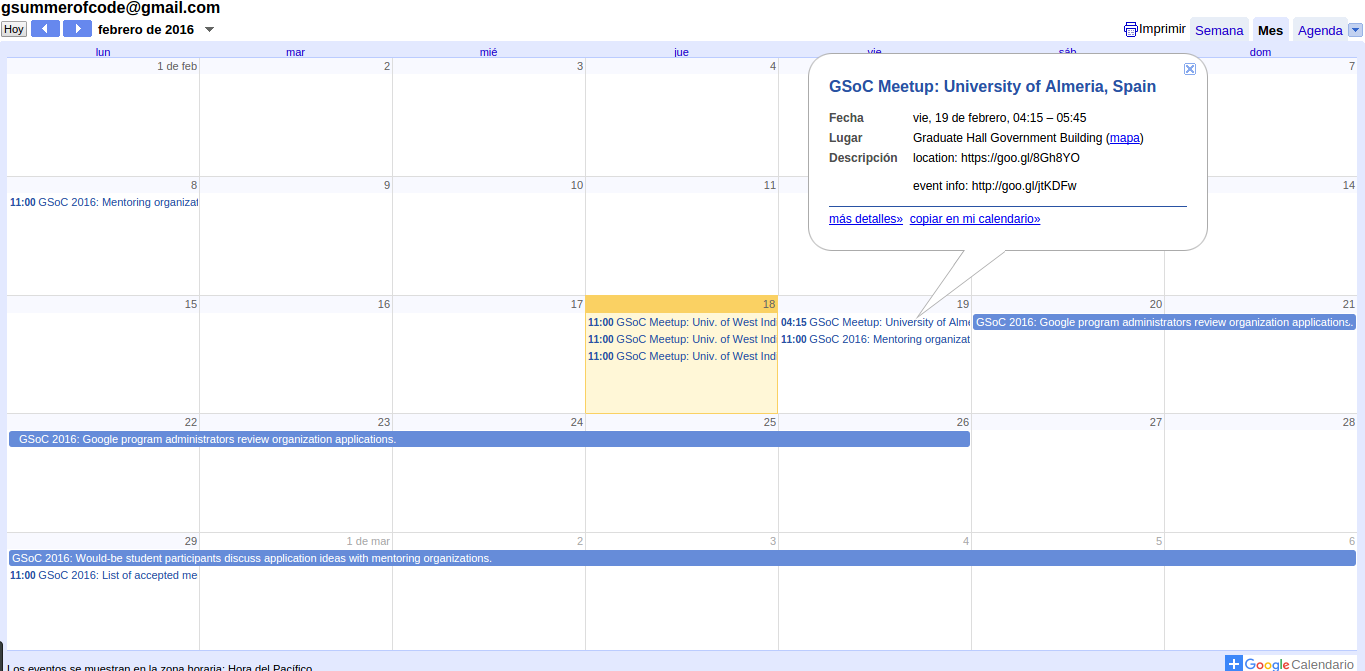 gsummerofcode@gmail.com
Hoy febrero de 2016 Imprimir Semana Mes Agenda
lun mar mié jue vie sáb dom
1 de feb 2 3 4 7
GSoC Meetup: University of Almeria, Spain
Fecha vie, 19 de febrero, 04:15 – 05:45
Lugar Graduate Hall Government Building (mapa)
Descripción location: https://goo.gl/8Gh8YO
event info: http://goo.gl/jtKDFw
más detalles» copiar en mi calendario»
8 9 10 11 14
11:00 GSoC 2016: Mentoring organizat
15 16 17 18 19 20 21
11:00 GSoC Meetup: Univ. of West Ind 04:15 GSoC Meetup: University of Alme GSoC 2016: Google program administrators review organization applications.
11:00 GSoC Meetup: Univ. of West Ind 11:00 GSoC 2016: Mentoring organizat
11:00 GSoC Meetup: Univ. of West Ind
22 23 24 25 26 27 28
GSoC 2016: Google program administrators review organization applications.
29 1 de mar 2 3 4 5 6
GSoC 2016: Would-be student participants discuss application ideas with mentoring organizations.
11:00 GSoC 2016: List of accepted me
Los eventos se muestran en la zona horaria: Hora del Pacífico
Google Calendario